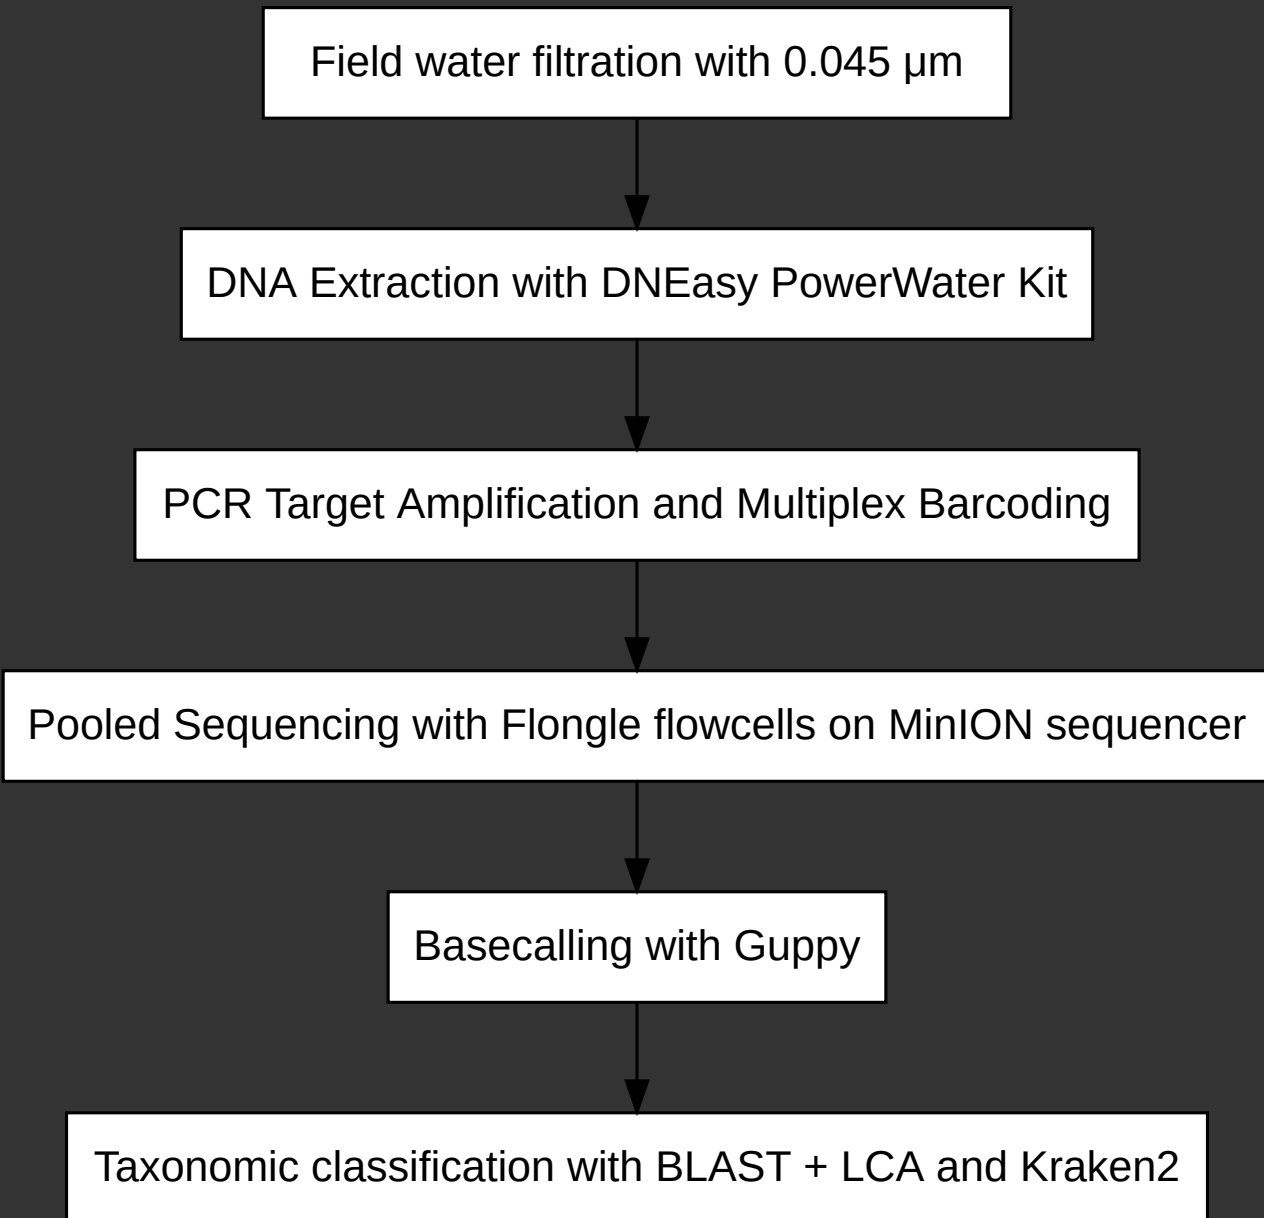 Field water filtration with 0.045 μm
DNA Extraction with DNEasy PowerWater Kit
PCR Target Amplification and Multiplex Barcoding
Pooled Sequencing with Flongle flowcells on MinION sequencer
Basecalling with Guppy
Taxonomic classification with BLAST + LCA and Kraken2